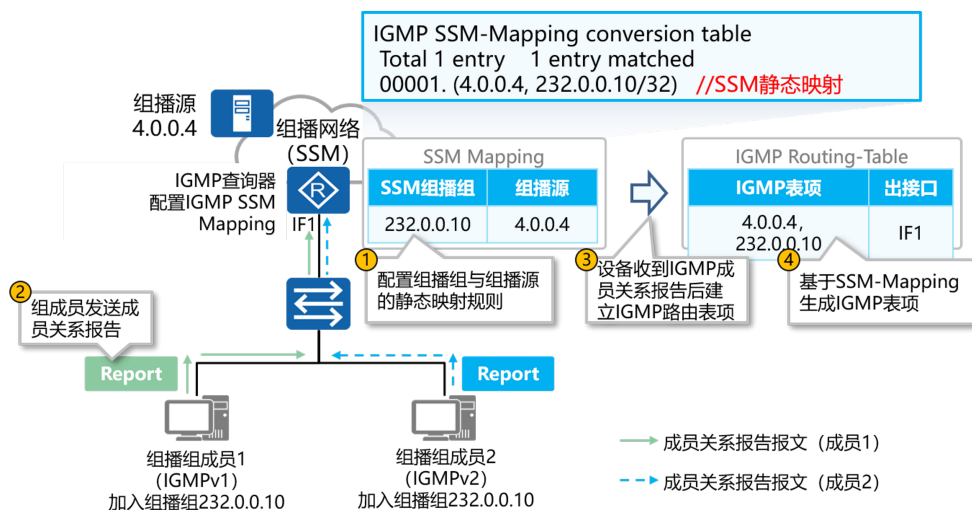 IGMP SSM-Mapping conversion table
Total 1 entry    1 entry matched
00001. (4.0.0.4, 232.0.0.10/32)    //SSM静态映射
组播源
4.0.0.4
组播网络
（SSM）
IGMP查询器
配置IGMP SSM
Mapping
R
IF1
SSM Mapping
SSM组播组 组播源
232.0.0.10 4.0.0.4
IGMP Routing-Table
IGMP表项 出接口
4.0.0.4,
232.0.0.10
IF1
1
配置组播组与组播源
的静态映射规则
3
设备收到IGMP成
员关系报告后建
立IGMP路由表项
4
基于SSM-Mapping
生成IGMP表项
2
组成员发送成
员关系报告
Report
Report
组播组成员1
(IGMPv1)
加入组播组232.0.0.10
组播组成员2
(IGMPv2)
加入组播组232.0.0.10
成员关系报告报文（成员1）
成员关系报告报文（成员2）